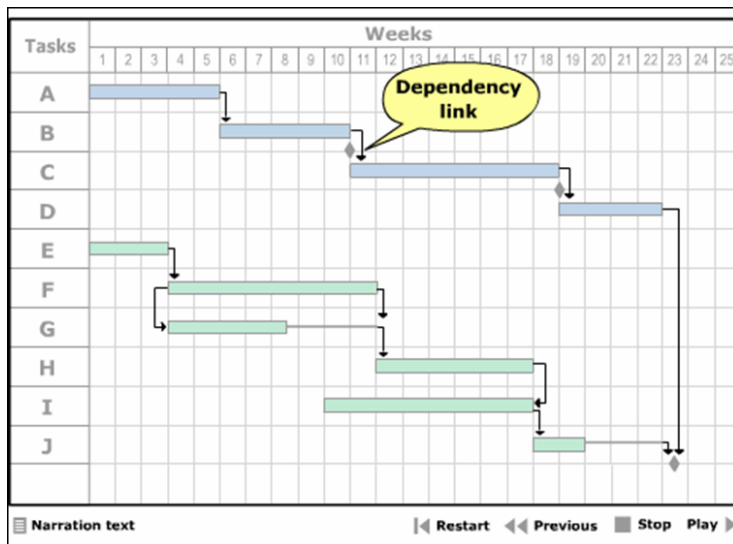 Tasks
Weeks
1 2 3 4 5 6 7 8 9 10 11 12 13 14 15 16 17 18 19 20 21 22 23 25
A
Dependency
link
B
C
D
E
F
G
H
I
J
Narration text
Restart
Previous
Stop
Play